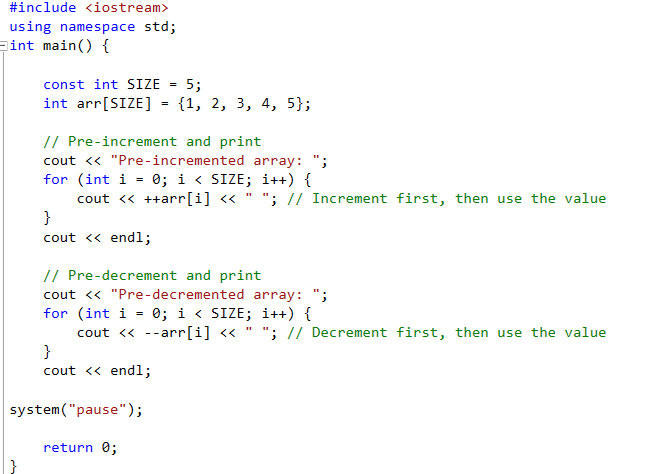 #include <iostream>
using namespace std;
int main() {
    const int SIZE = 5;
    int arr[SIZE] = {1, 2, 3, 4, 5};
    // Pre-increment and print
    cout << "Pre-incremented array: ";
    for (int i = 0; i < SIZE; i++) {
        cout << ++arr[i] << " "; // Increment first, then use the value
    }
    cout << endl;
    // Pre-decrement and print
    cout << "Pre-decremented array: ";
    for (int i = 0; i < SIZE; i++) {
        cout << --arr[i] << " "; // Decrement first, then use the value
    }
    cout << endl;
system("pause");
    return 0;
}